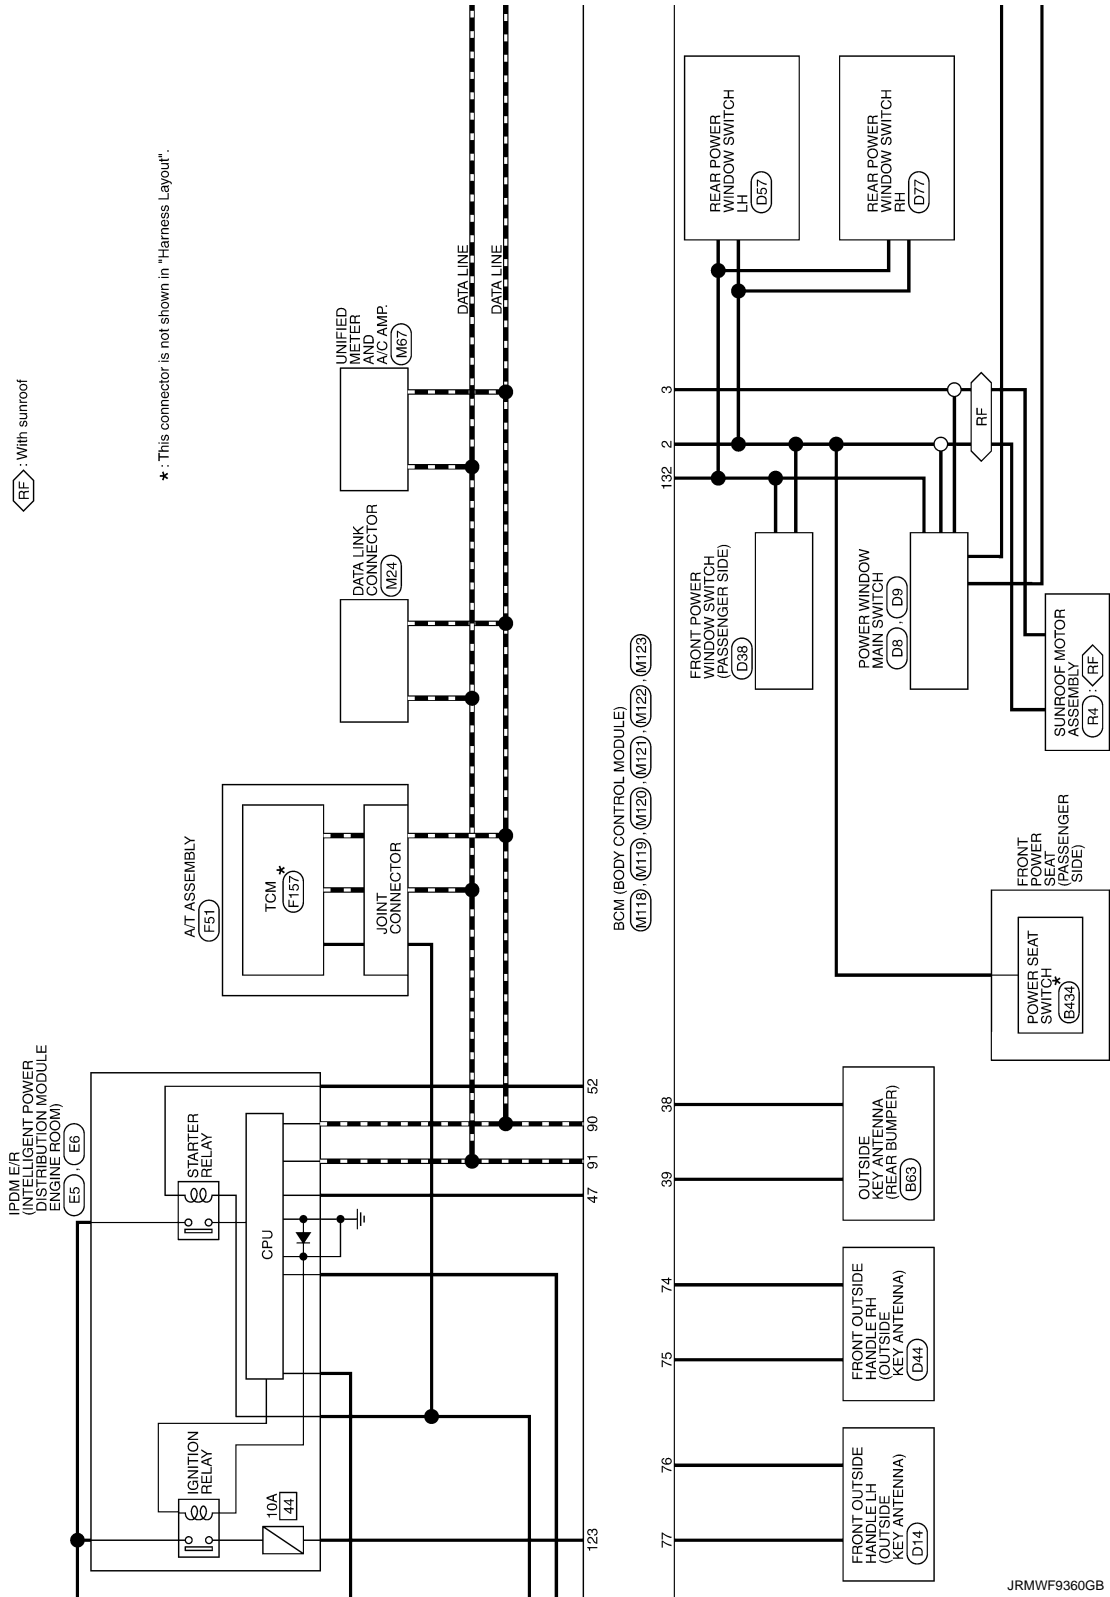 RF : With sunroof
* : This connector is not shown in "Harness Layout".
IPDM E/R
(INTELLIGENT POWER
DISTRIBUTION MODULE
ENGINE ROOM)
E5 , E6
IGNITION
RELAY
10A
44
STARTER
RELAY
CPU
A/T ASSEMBLY
F51
TCM *
F157
JOINT
CONNECTOR
DATA LINK
CONNECTOR
M24
UNIFIED
METER
AND
A/C AMP.
M67
DATA LINE
DATA LINE
123
47
91
90
52
BCM (BODY CONTROL MODULE)
M118 , M119 , M120 , M121 , M122 , M123
77
76
75
74
39
38
132
2
3
FRONT OUTSIDE
HANDLE LH
(OUTSIDE
KEY ANTENNA)
D14
FRONT OUTSIDE
HANDLE RH
(OUTSIDE
KEY ANTENNA)
D44
OUTSIDE
KEY ANTENNA
(REAR BUMPER)
B63
FRONT
POWER
SEAT
(PASSENGER
SIDE)
POWER SEAT
SWITCH *
B434
FRONT POWER
WINDOW SWITCH
(PASSENGER SIDE)
D38
POWER WINDOW
MAIN SWITCH
D8 , D9
SUNROOF MOTOR
ASSEMBLY
R4 : RF
RF
REAR POWER
WINDOW SWITCH
LH
D57
REAR POWER
WINDOW SWITCH
RH
D77
JRMWF9360GB